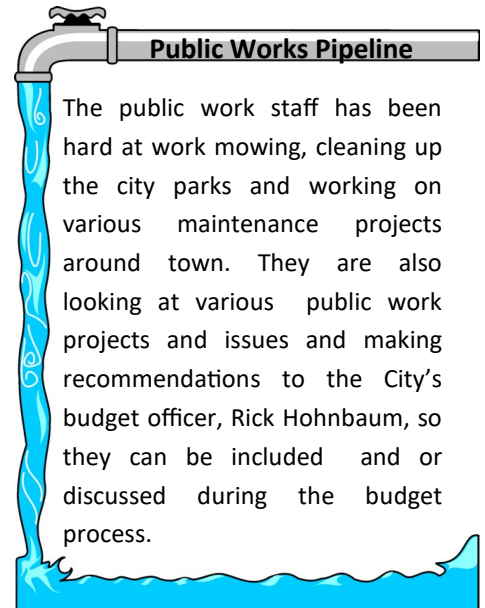 Public Works Pipeline
The public work staff has been
hard at work mowing, cleaning up
the city parks and working on
various maintenance projects
around town. They are also
looking at various public work
projects and issues and making
recommendations to the City’s
budget officer, Rick Hohnbaum, so
they can be included and or
discussed during the budget
process.